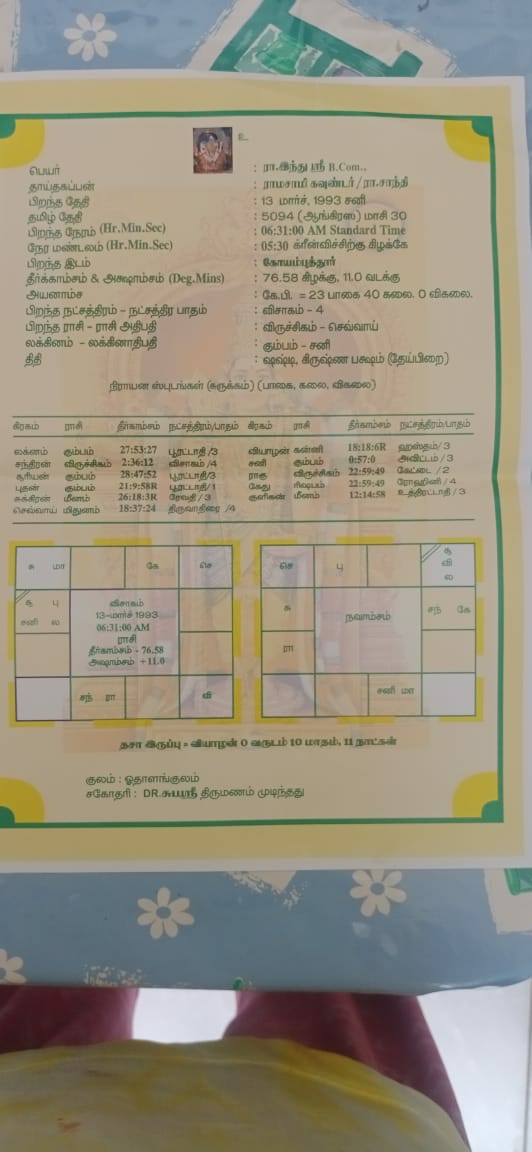 உ
பெயர் : ரா.இந்து ஸ்ரீ B.Com.,
தாய்தகப்பன் : ராமசாமி கவுண்டர் / ரா.சாந்தி
பிறந்த தேதி : 13 மார்ச், 1993 சனி
தமிழ் தேதி : 5094 (ஆங்கிரஸ) மாசி 30
பிறந்த நேரம் (Hr.Min.Sec) : 06:31:00 AM Standard Time
நேர மண்டலம் (Hr.Min.Sec) : 05:30 க்ரீன்விச்சிற்கு கிழக்கே
பிறந்த இடம் : கோயம்புத்தூர்
தீர்க்காம்சம் & அக்ஷாம்சம் (Deg.Mins) : 76.58 கிழக்கு, 11.0 வடக்கு
அயனாம்ச : கே.பி. = 23 பாகை 40 கலை. 0 விகலை.
பிறந்த நட்சத்திரம் - நட்சத்திர பாதம் : விசாகம் - 4
பிறந்த ராசி - ராசி அதிபதி : விருச்சிகம் - செவ்வாய்
லக்கினம் - லக்கினாதிபதி : கும்பம் - சனி
திதி : ஷஷ்டி, கிருஷ்ண பக்ஷம் (தேய்பிறை)
நிராயன ஸ்புடங்கள் (சுருக்கம்) (பாகை, கலை, விகலை)
கிரகம் ராசி தீர்காம்சம் நட்சத்திரம்/பாதம் கிரகம் ராசி தீர்காம்சம் நட்சத்திரம்/பாதம்
லக்னம் கும்பம் 27:53:27 பூரட்டாதி /3 வியாழன் கன்னி 18:18:6R ஹஸ்தம்/ 3
சந்திரன் விருச்சிகம் 2:36:12 விசாகம் /4 சனி கும்பம் 0:57:0 அவிட்டம் / 3
சூரியன் கும்பம் 28:47:52 பூரட்டாதி/3 ராகு விருச்சிகம் 22:59:49 கேட்டை / 2
புதன் கும்பம் 21:9:58R பூரட்டாதி/ 1 கேது ரிஷபம் 22:59:49 ரோஹினி / 4
சுக்கிரன் மீனம் 26:18:3R ரேவதி / 3 குளிகன் மீனம் 12:14:58 உத்திரட்டாதி / 3
செவ்வாய் மிதுனம் 18:37:24 திருவாதிரை /4
சு மா கே செ
சூ பு
சனி ல
விசாகம்
13-மார்ச் 1993
06:31:00 AM
ராசி
தீர்காம்சம் - 76.58
அஷாம்சம் +11.0
சந் ரா வி
செ பு சூ
வி
ல
சு நவாம்சம் சந் கே
ரா
சனி மா
தசா இருப்பு = வியாழன் 0 வருடம் 10 மாதம், 11 நாட்கள்
குலம் : ஓதாளங்குலம்
சகோதரி : DR.சுபஸ்ரீ திருமணம் முடிந்தது